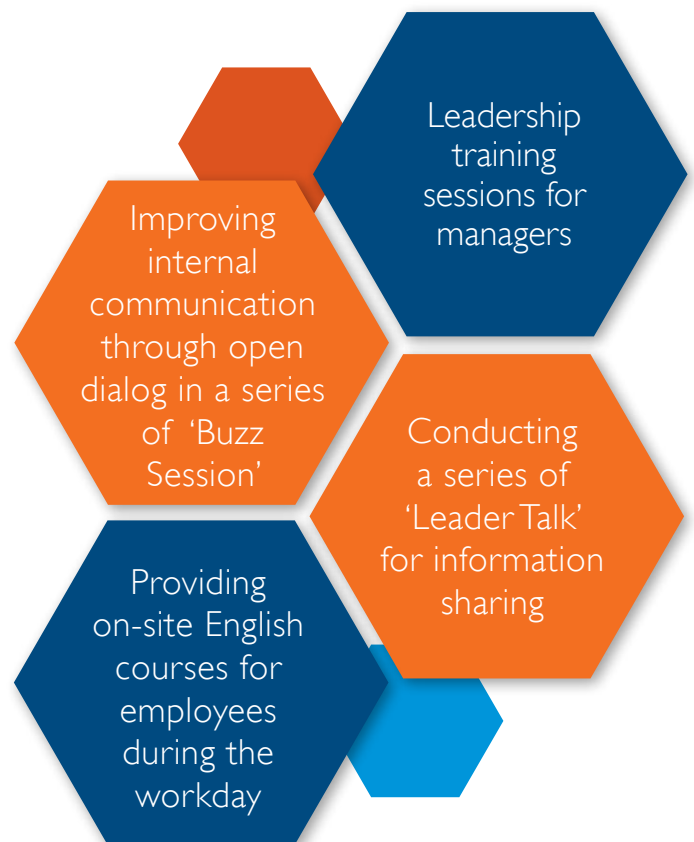 Leadership
training
sessions for
managers
Improving
internal
communication
through open
dialog in a series
of ‘Buzz
Session’
Conducting
a series of
‘Leader Talk’
for information
sharing
Providing
on-site English
courses for
employees
during the
workday